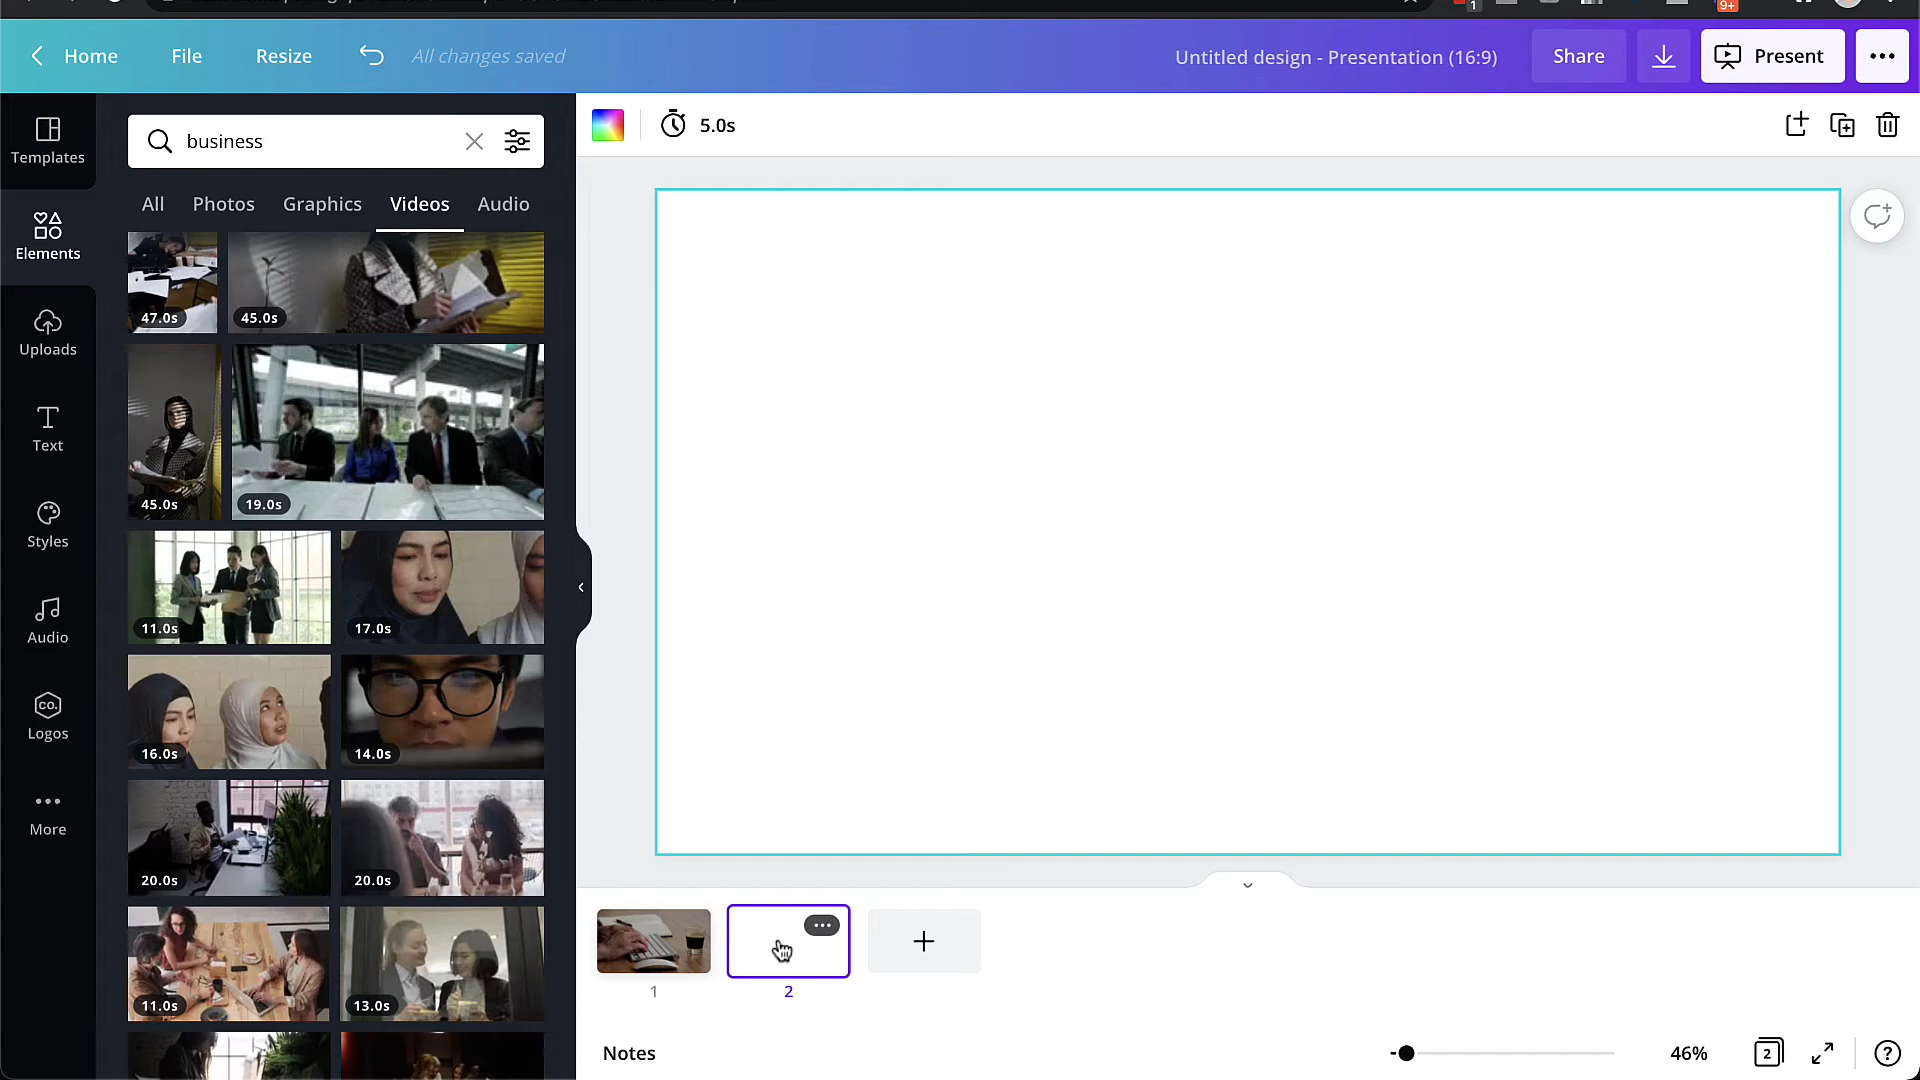 1
9+
Home
File
Resize
All changes saved
Untitled design - Presentation (16:9)
Share
Present
Templates
Elements
Uploads
Text
Styles
Audio
CO.
Logos
More
business
All
Photos
Graphics
Videos
Audio
47.0s
45.0s
45.0s
19.0s
11.0s
17.0s
16.0s
14.0s
20.0s
20.0s
11.0s
13.0s
5.0s
1
2
Notes
46%
2
?